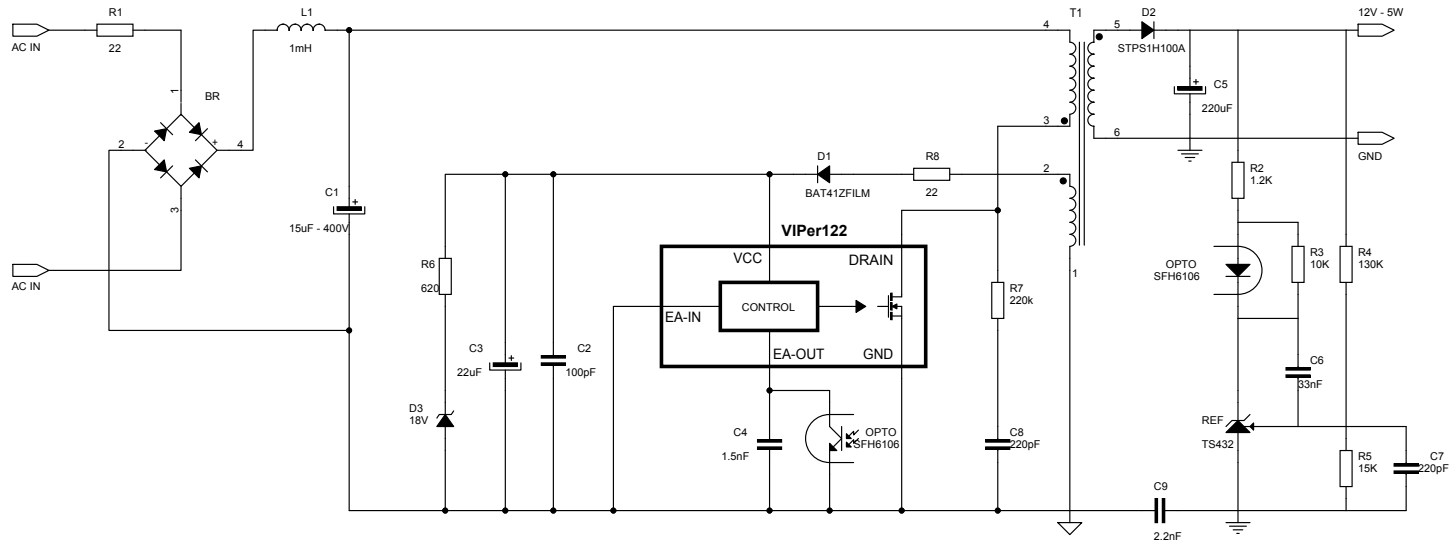 R1
AC IN
22
L1
1mH
4
T1
5
D2
STPS1H100A
12V - 5W
1
BR
2
-
+
4
3
AC IN
C1
+
15uF - 400V
3
2
1
6
+
C5
220uF
GND
D1
BAT41ZFILM
R8
22
R6
620
C3
+
22uF
C2
100pF
D3
18V
VIPer122
VCC
DRAIN
CONTROL
EA-IN
EA-OUT
GND
R7
220k
C4
1.5nF
OPTO
SFH6106
C8
220pF
R2
1.2K
OPTO
SFH6106
R3
10K
R4
130K
C6
33nF
REF
TS432
R5
15K
C7
220pF
C9
2.2nF